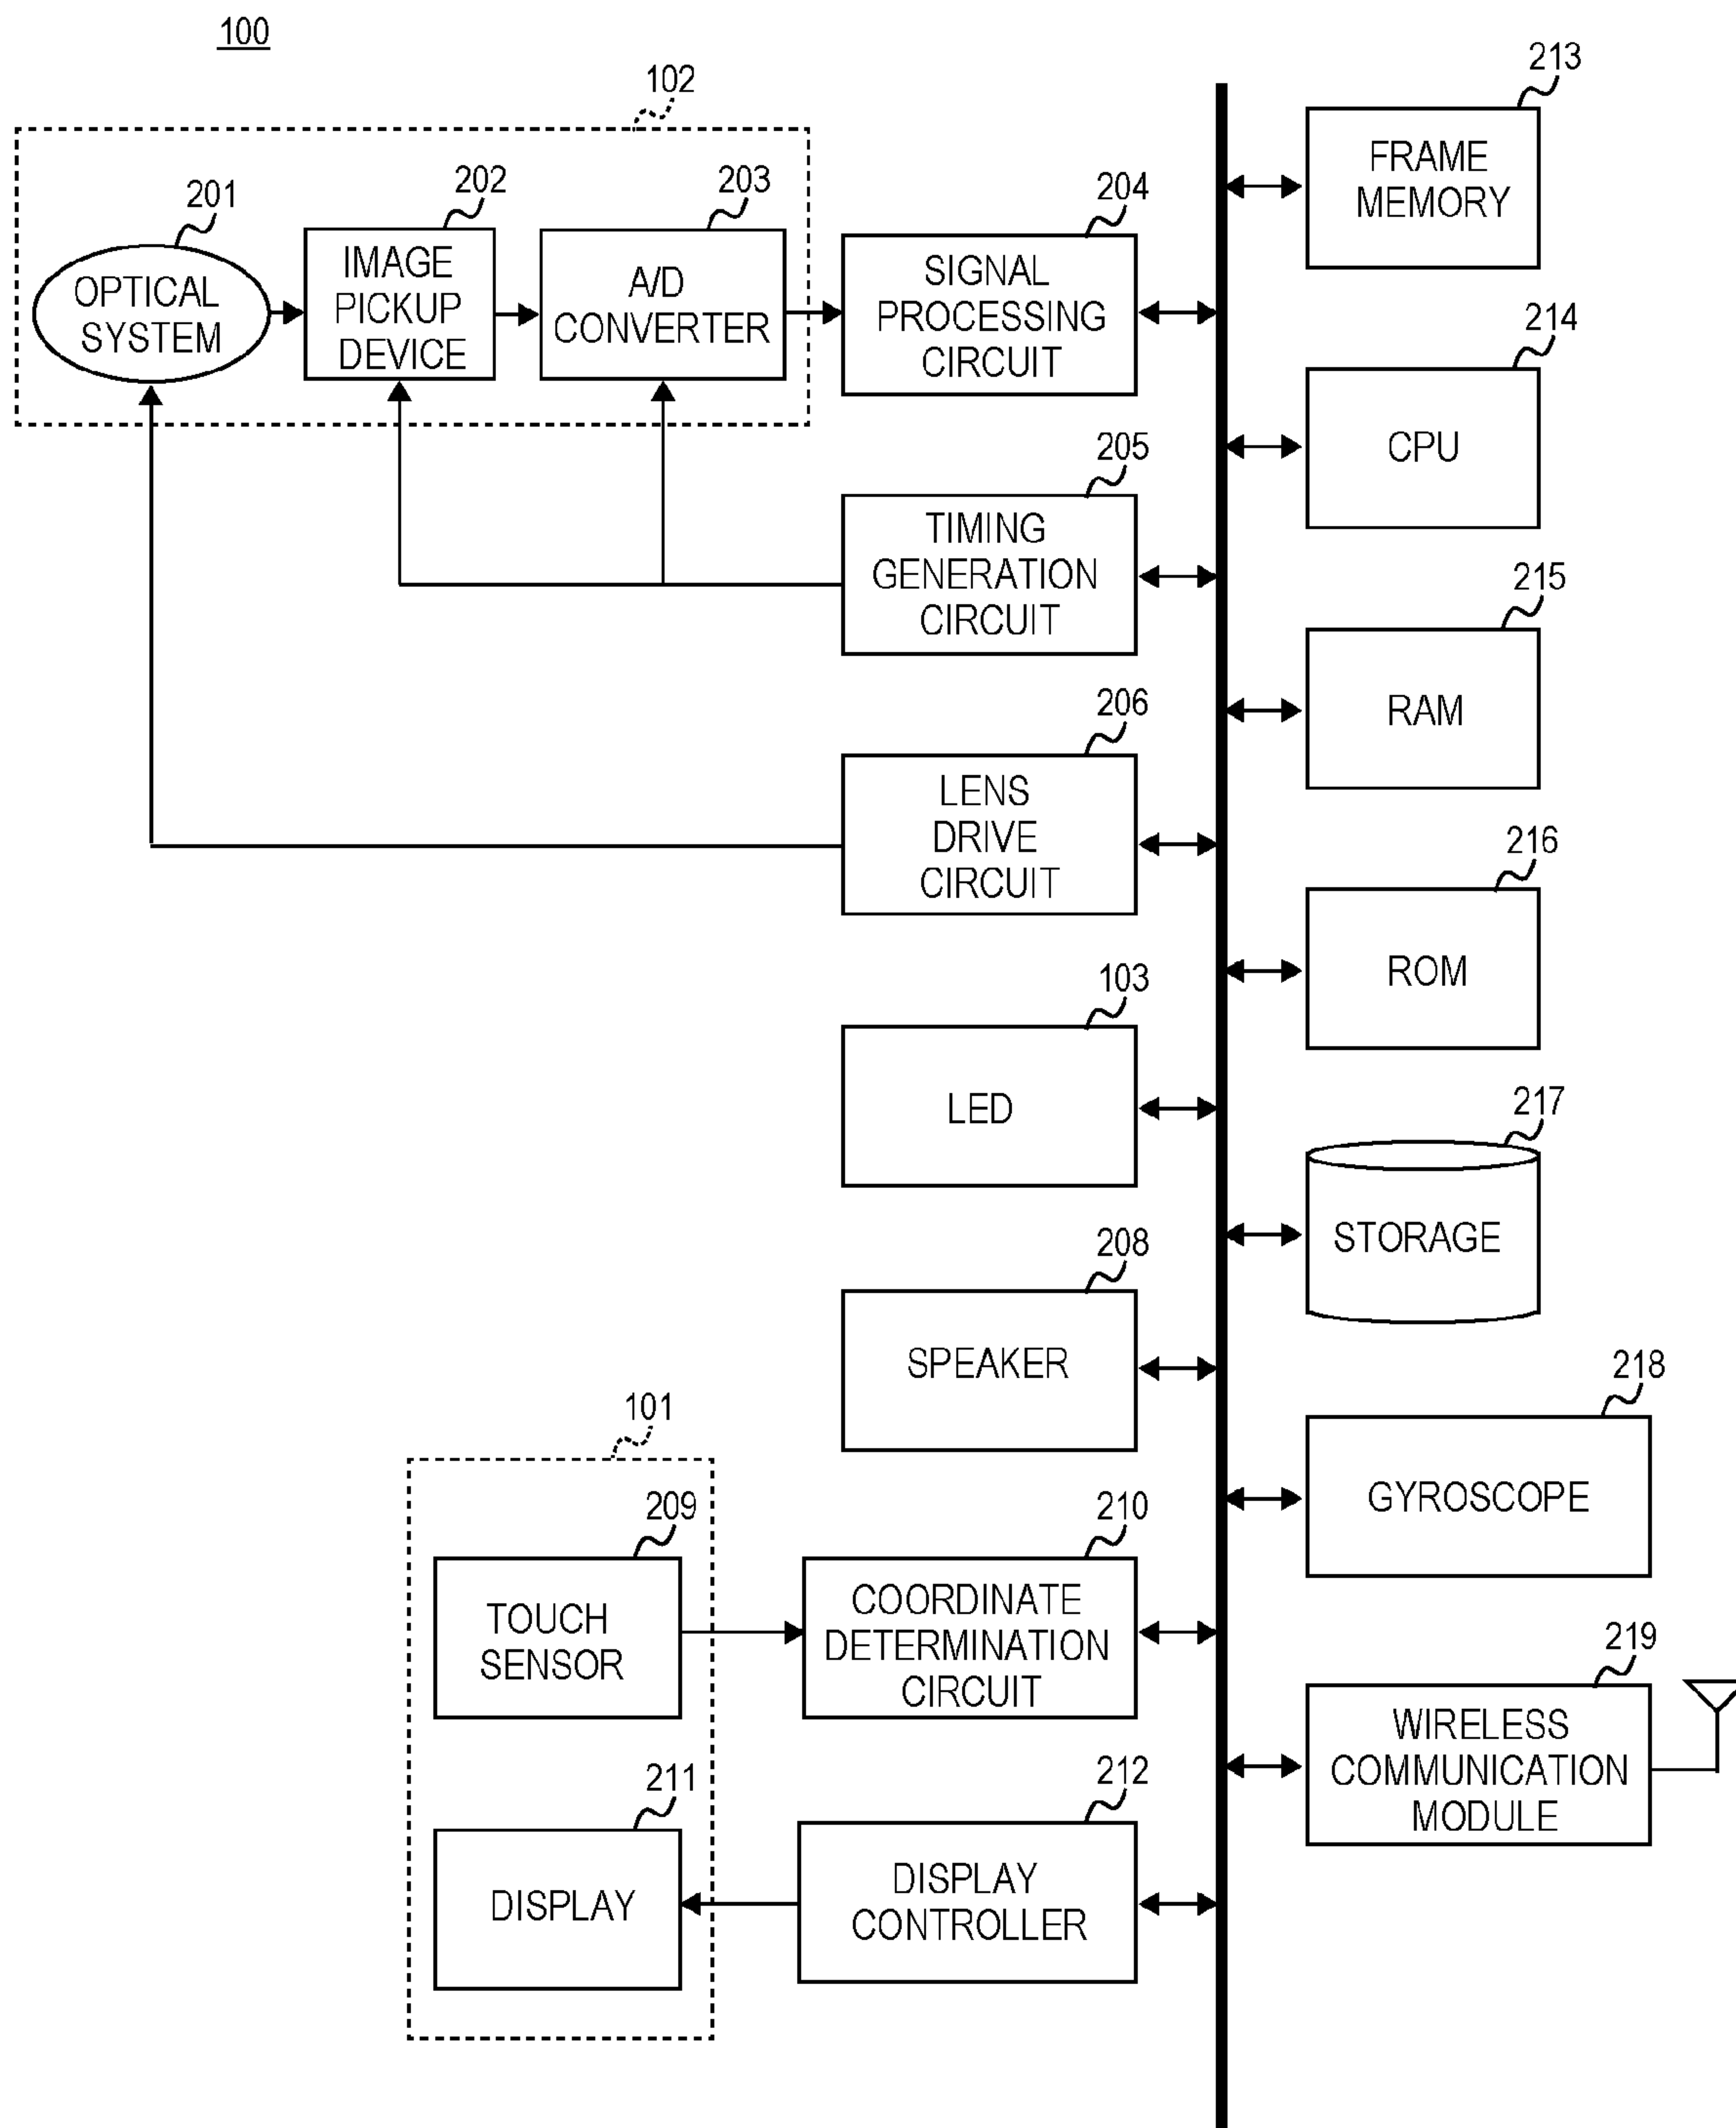 100
102
201
OPTICAL
SYSTEM
202
IMAGE
PICKUP
DEVICE
203
A/D
CONVERTER
204
SIGNAL
PROCESSING
CIRCUIT
205
TIMING
GENERATION
CIRCUIT
206
LENS
DRIVE
CIRCUIT
103
LED
208
SPEAKER
101
209
TOUCH
SENSOR
210
COORDINATE
DETERMINATION
CIRCUIT
211
DISPLAY
212
DISPLAY
CONTROLLER
213
FRAME
MEMORY
214
CPU
215
RAM
216
ROM
217
STORAGE
218
GYROSCOPE
219
WIRELESS
COMMUNICATION
MODULE